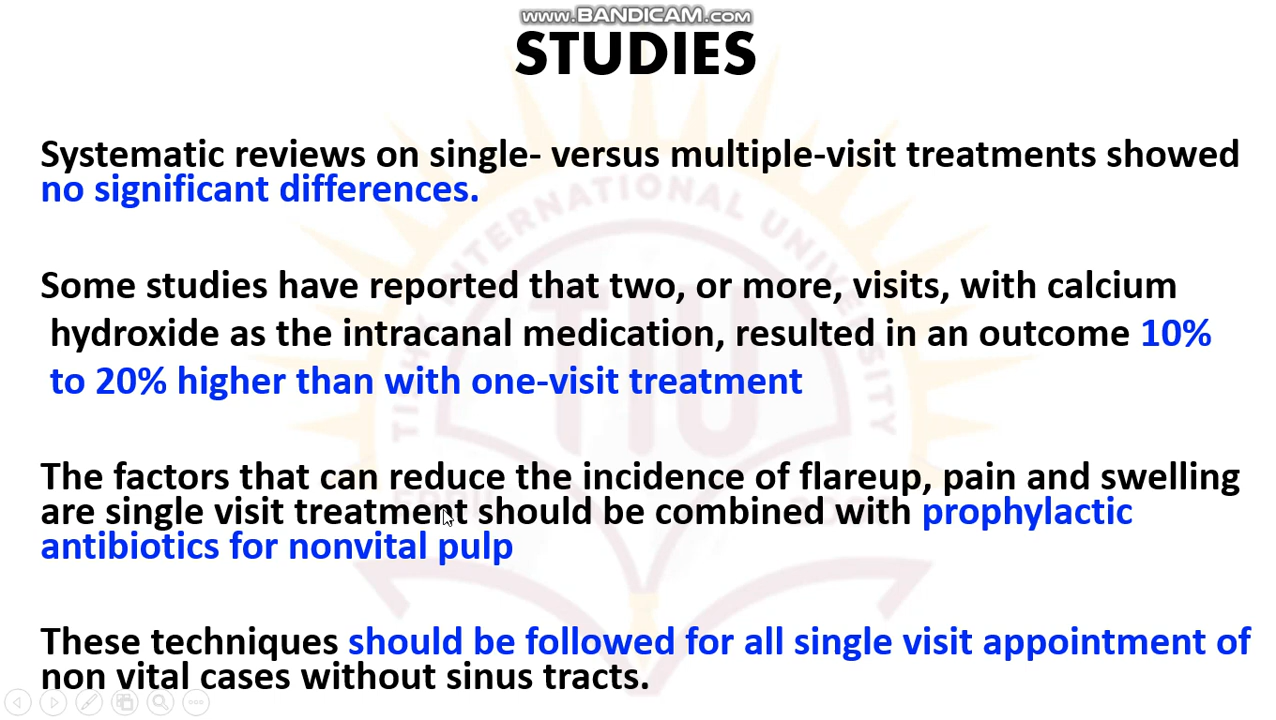 www.BANDICAM.com
STUDIES
Systematic reviews on single- versus multiple-visit treatments showed
no significant differences.
Some studies have reported that two, or more, visits, with calcium
hydroxide as the intracanal medication, resulted in an outcome 10%
to 20% higher than with one-visit treatment
The factors that can reduce the incidence of flareup, pain and swelling
are single visit treatment should be combined with prophylactic
antibiotics for nonvital pulp
These techniques should be followed for all single visit appointment of
non vital cases without sinus tracts.
INTERNATIONAL UNIVERSITY
TIU